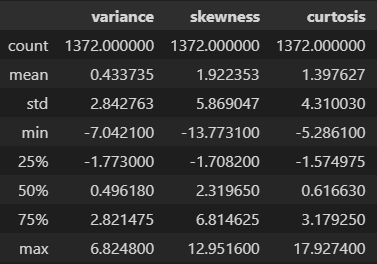 variance skewness curtosis
count 1372.000000 1372.000000 1372.000000
mean 0.433735 1.922353 1.397627
std 2.842763 5.869047 4.310030
min -7.042100 -13.773100 -5.286100
25% -1.773000 -1.708200 -1.574975
50% 0.496180 2.319650 0.616630
75% 2.821475 6.814625 3.179250
max 6.824800 12.951600 17.927400